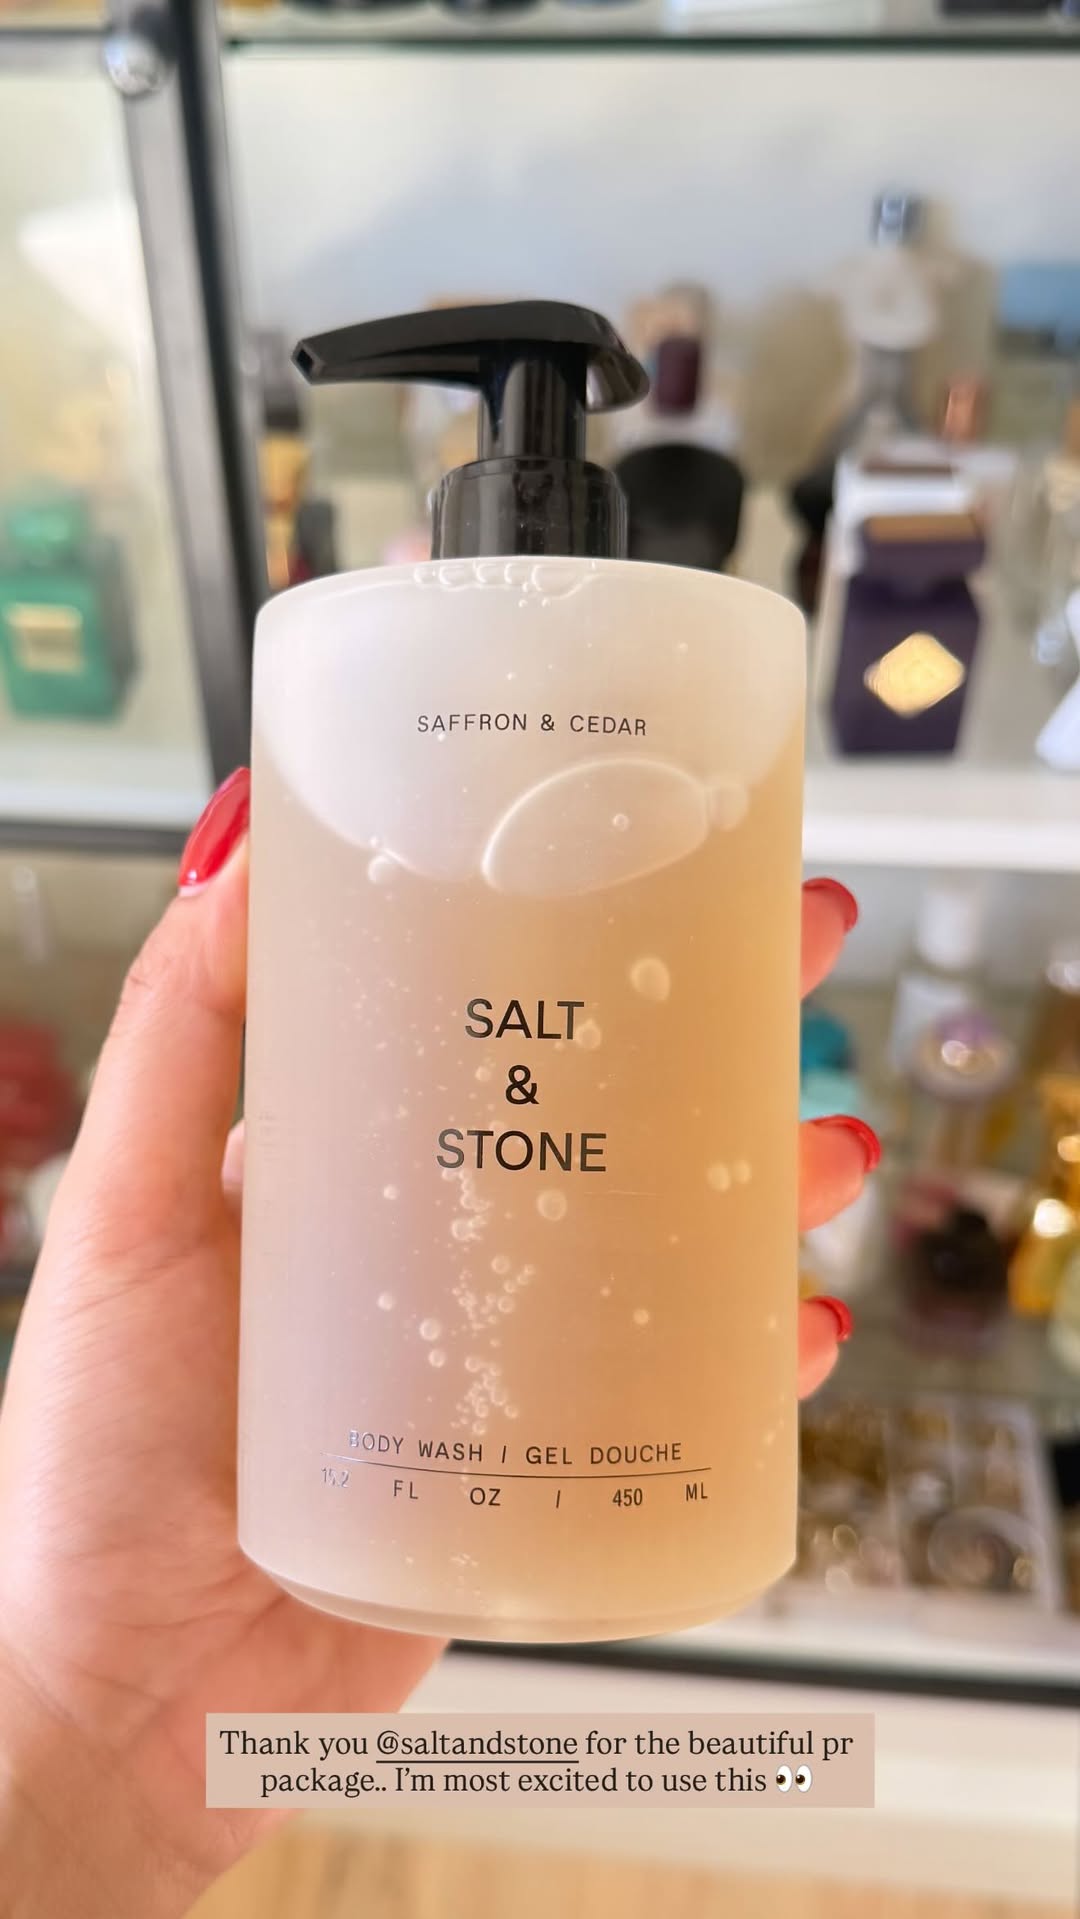 SAFFRON & CEDAR
SALT
&
STONE
BODY WASH / GEL DOUCHE
15.2 FL OZ / 450 ML
Thank you @saltandstone for the beautiful pr
package.. I'm most excited to use this 👀